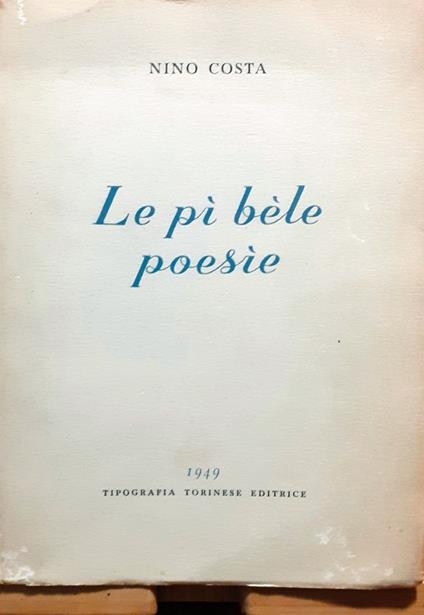 NINO COSTA
Le pì bèle
poesìe
1949
TIPOGRAFIA TORINESE EDITRICE